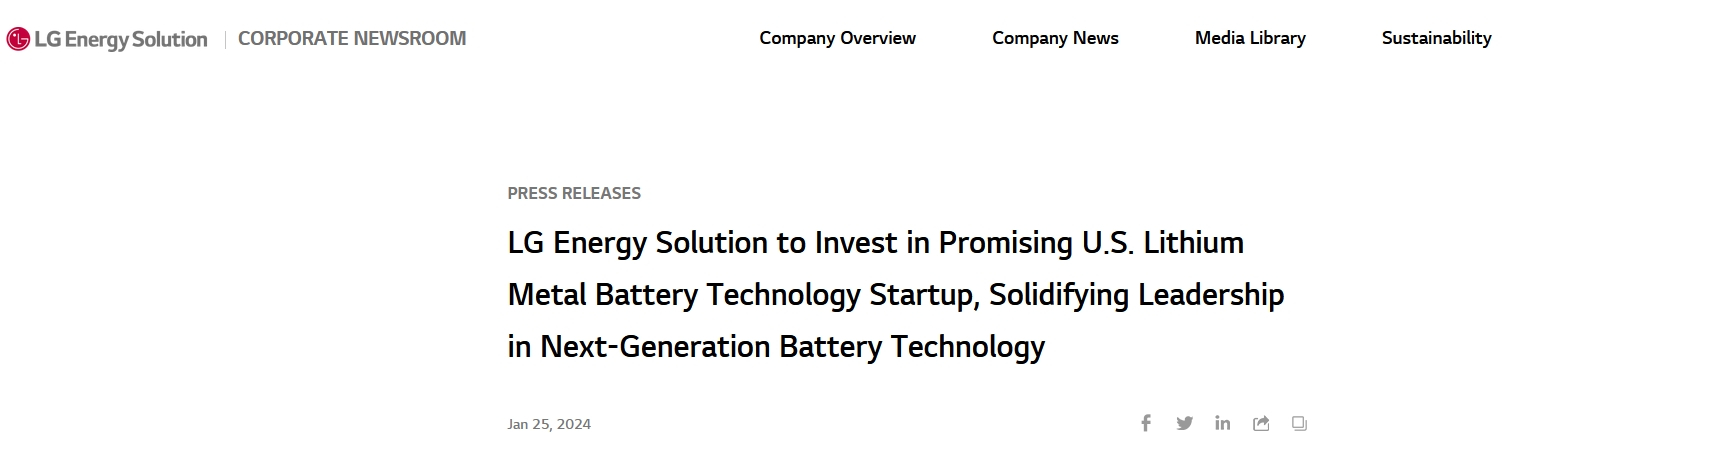 LG Energy Solution | CORPORATE NEWSROOM
Company Overview
Company News
Media Library
Sustainability
PRESS RELEASES
LG Energy Solution to Invest in Promising U.S. Lithium
Metal Battery Technology Startup, Solidifying Leadership
in Next-Generation Battery Technology
Jan 25, 2024